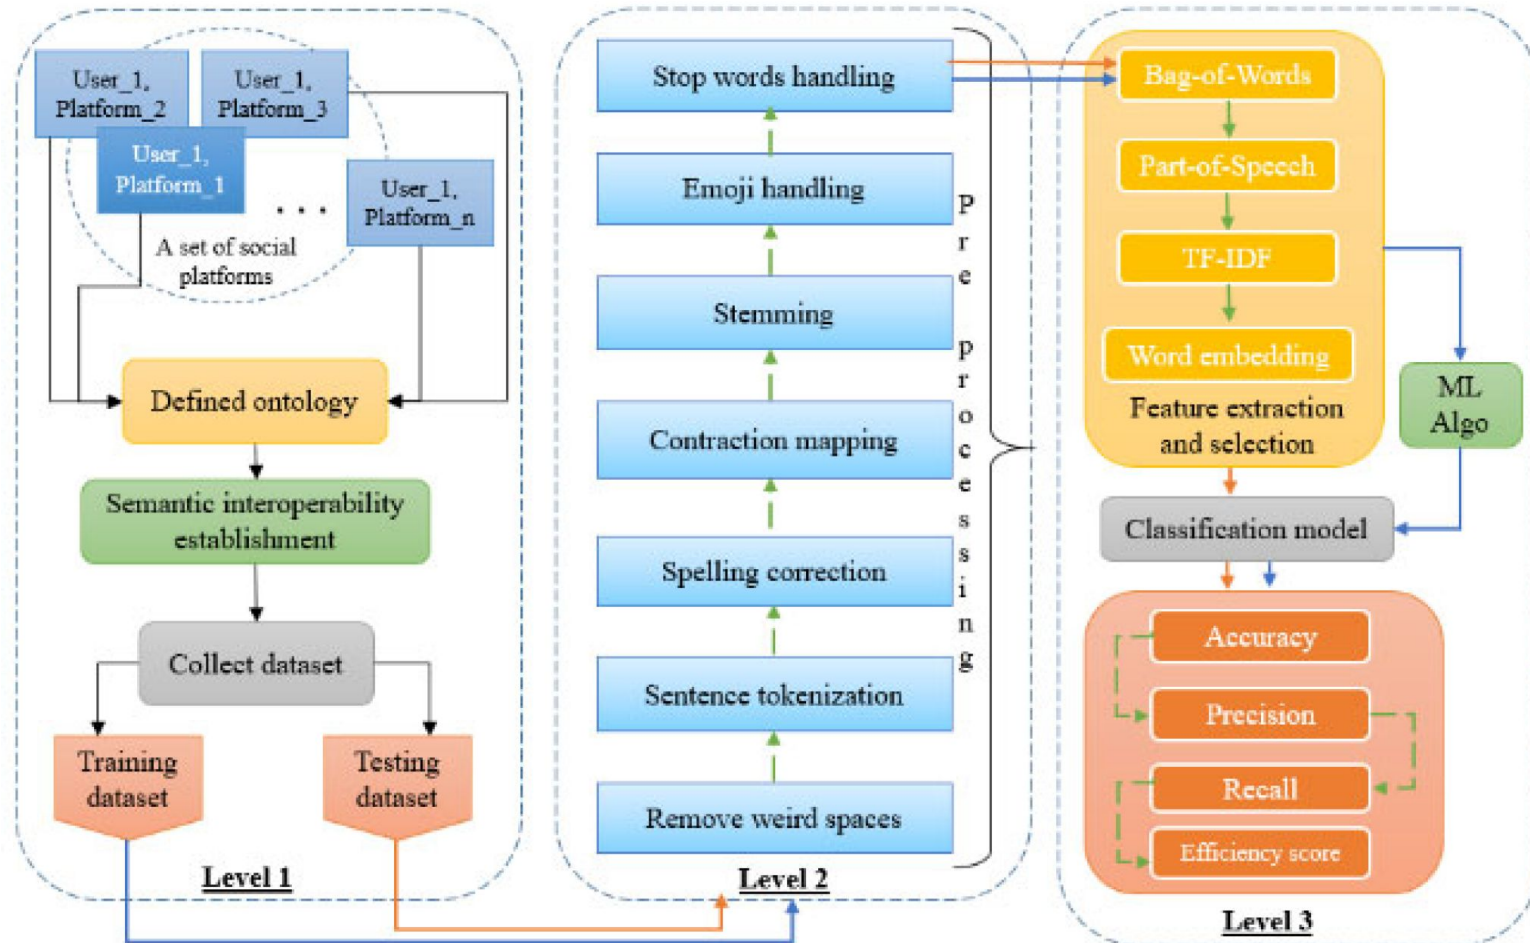 User_1,
Platform_2
User_1,
Platform_3
User_1,
Platform_1
User_1,
Platform_n
. . .
A set of social
platforms
Defined ontology
Semantic interoperability
establishment
Collect dataset
Training
dataset
Testing
dataset
Level 1
Stop words handling
Emoji handling
Stemming
Contraction mapping
Spelling correction
Sentence tokenization
Remove weird spaces
Pre processing
Level 2
Bag-of-Words
Part-of-Speech
TF-IDF
Word embedding
Feature extraction
and selection
ML
Algo
Classification model
Accuracy
Precision
Recall
Efficiency score
Level 3